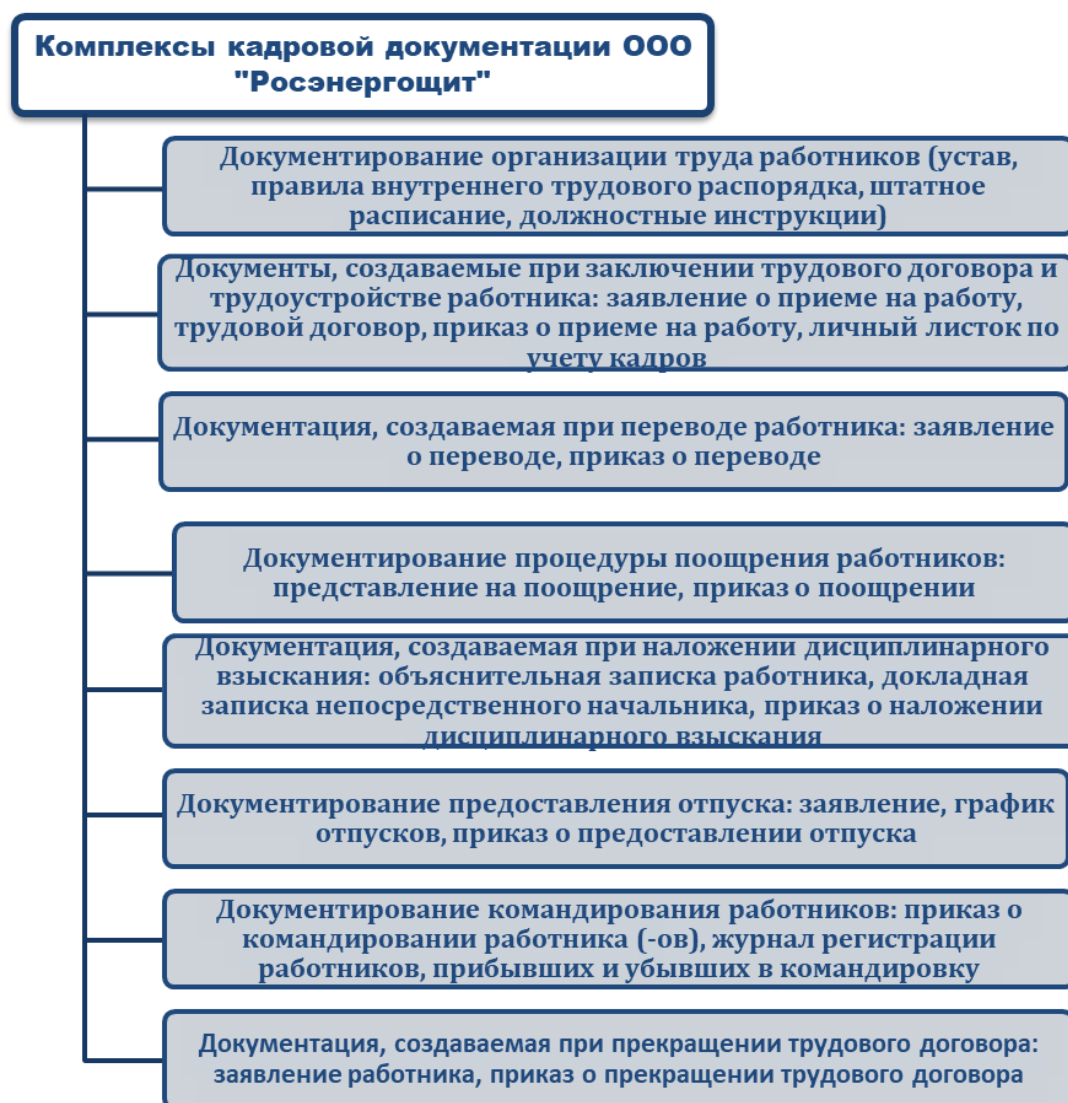 Комплексы кадровой документации ООО
"Росэнергощит"
Документирование организации труда работников (устав,
правила внутреннего трудового распорядка, штатное
расписание, должностные инструкции)
Документы, создаваемые при заключении трудового договора и
трудоустройстве работника: заявление о приеме на работу,
трудовой договор, приказ о приеме на работу, личный листок по
учету кадров
Документация, создаваемая при переводе работника: заявление
о переводе, приказ о переводе
Документирование процедуры поощрения работников:
представление на поощрение, приказ о поощрении
Документация, создаваемая при наложении дисциплинарного
взыскания: объяснительная записка работника, докладная
записка непосредственного начальника, приказ о наложении
дисциплинарного взыскания
Документирование предоставления отпуска: заявление, график
отпусков, приказ о предоставлении отпуска
Документирование командирования работников: приказ о
командировании работника (-ов), журнал регистрации
работников, прибывших и убывших в командировку
Документация, создаваемая при прекращении трудового договора:
заявление работника, приказ о прекращении трудового договора